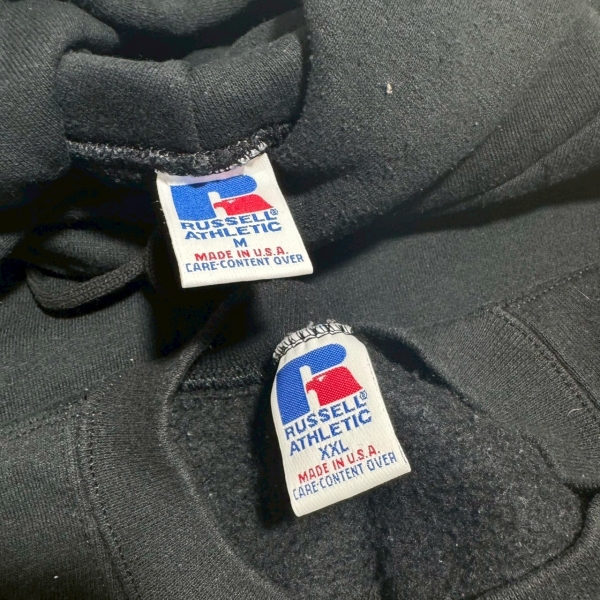 RUSSELL®
ATHLETIC
M
MADE IN U.S.A.
CARE-CONTENT OVER
RUSSELL®
ATHLETIC
XXL
MADE IN U.S.A.
CARE-CONTENT OVER